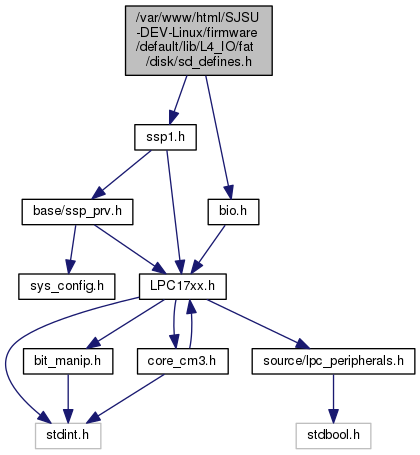 /var/www/html/SJSU
-DEV-Linux/firmware
/default/lib/L4_IO/fat
/disk/sd_defines.h
ssp1.h
base/ssp_prv.h
bio.h
sys_config.h
LPC17xx.h
bit_manip.h
core_cm3.h
source/lpc_peripherals.h
stdint.h
stdbool.h